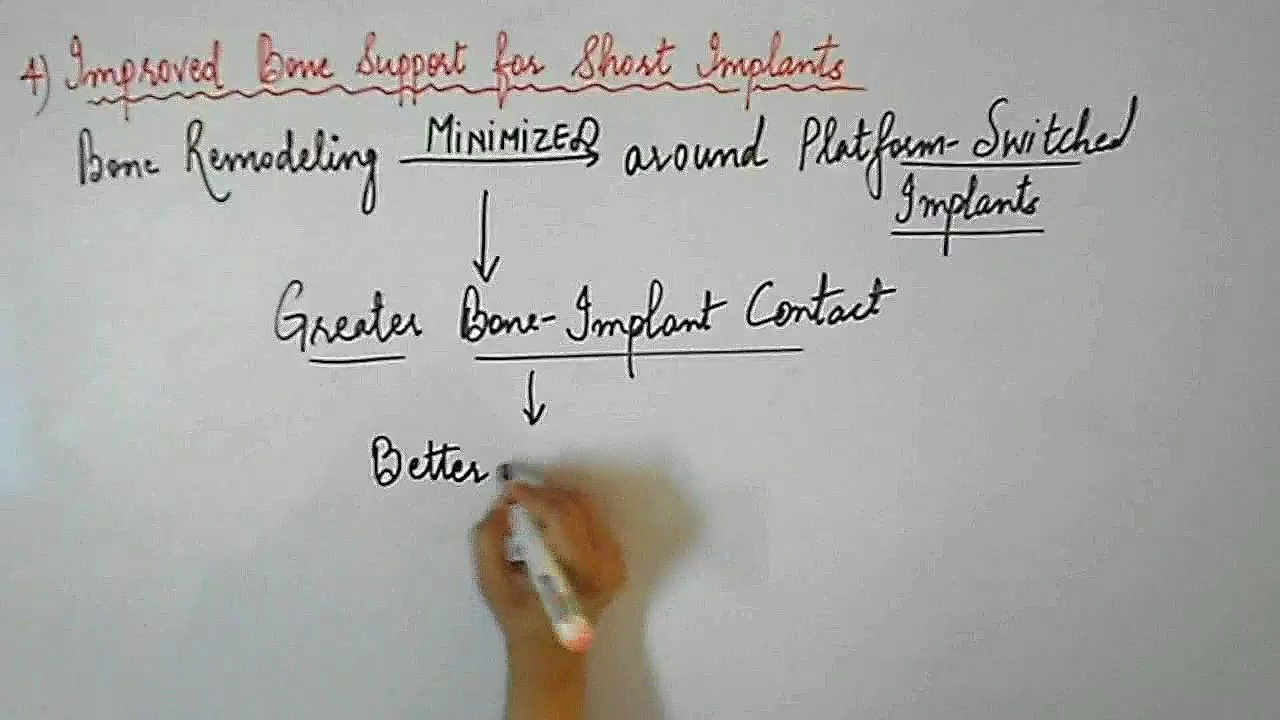 4) Improved Bone Support for Short Implants
Bone Remodeling MINIMIZED around Platform-Switched
Implants
Greater Bone-Implant Contact
Better